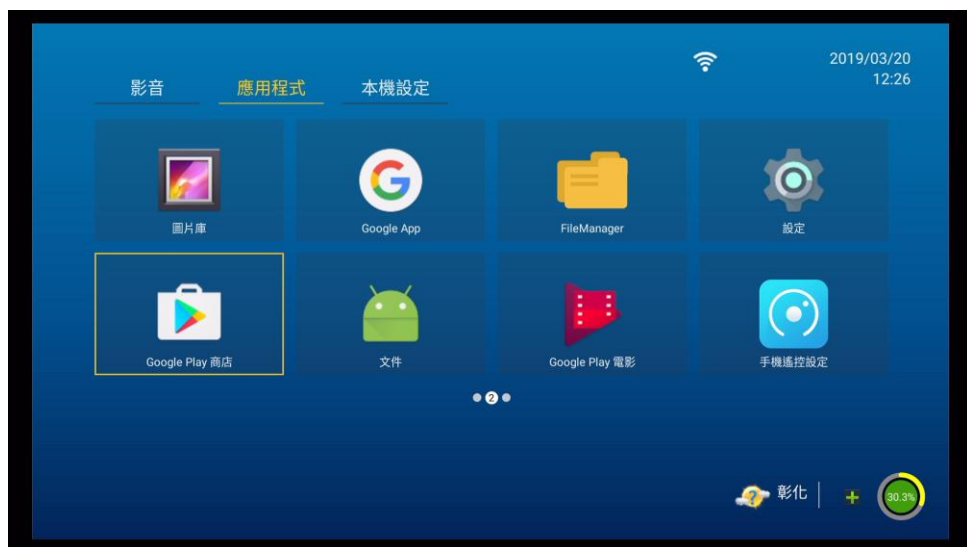 2019/03/20
12:26
影音 應用程式 本機設定
圖片庫 Google App FileManager 設定
Google Play 商店 文件 Google Play 電影 手機遙控設定
2
彰化
30.3%